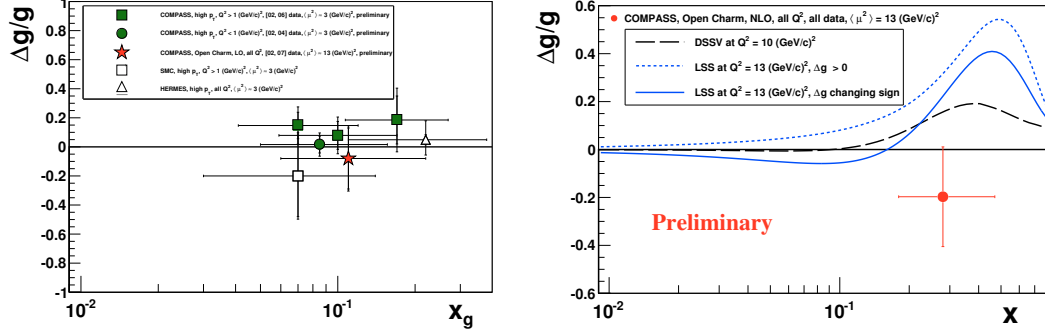 Δg/g
COMPASS, high p_T, Q² > 1 (GeV/c)², [02, 06] data, ⟨μ²⟩ ≈ 3 (GeV/c)², preliminary
COMPASS, high p_T, Q² < 1 (GeV/c)², [02, 04] data, ⟨μ²⟩ ≈ 3 (GeV/c)², preliminary
COMPASS, Open Charm, LO, all Q², [02, 07] data, ⟨μ²⟩ ≈ 13 (GeV/c)², preliminary
SMC, high p_T, Q² > 1 (GeV/c)², ⟨μ²⟩ ≈ 3 (GeV/c)²
HERMES, high p_T, all Q², ⟨μ²⟩ ≈ 3 (GeV/c)²
1
0.8
0.6
0.4
0.2
0
-0.2
-0.4
-0.6
-0.8
-1
10⁻²
10⁻¹
x_g
Δg/g
COMPASS, Open Charm, NLO, all Q², all data, ⟨μ²⟩ = 13 (GeV/c)²
DSSV at Q² = 10 (GeV/c)²
LSS at Q² = 13 (GeV/c)², Δg > 0
LSS at Q² = 13 (GeV/c)², Δg changing sign
0.6
0.4
0.2
0
-0.2
-0.4
-0.6
Preliminary
10⁻²
10⁻¹
x